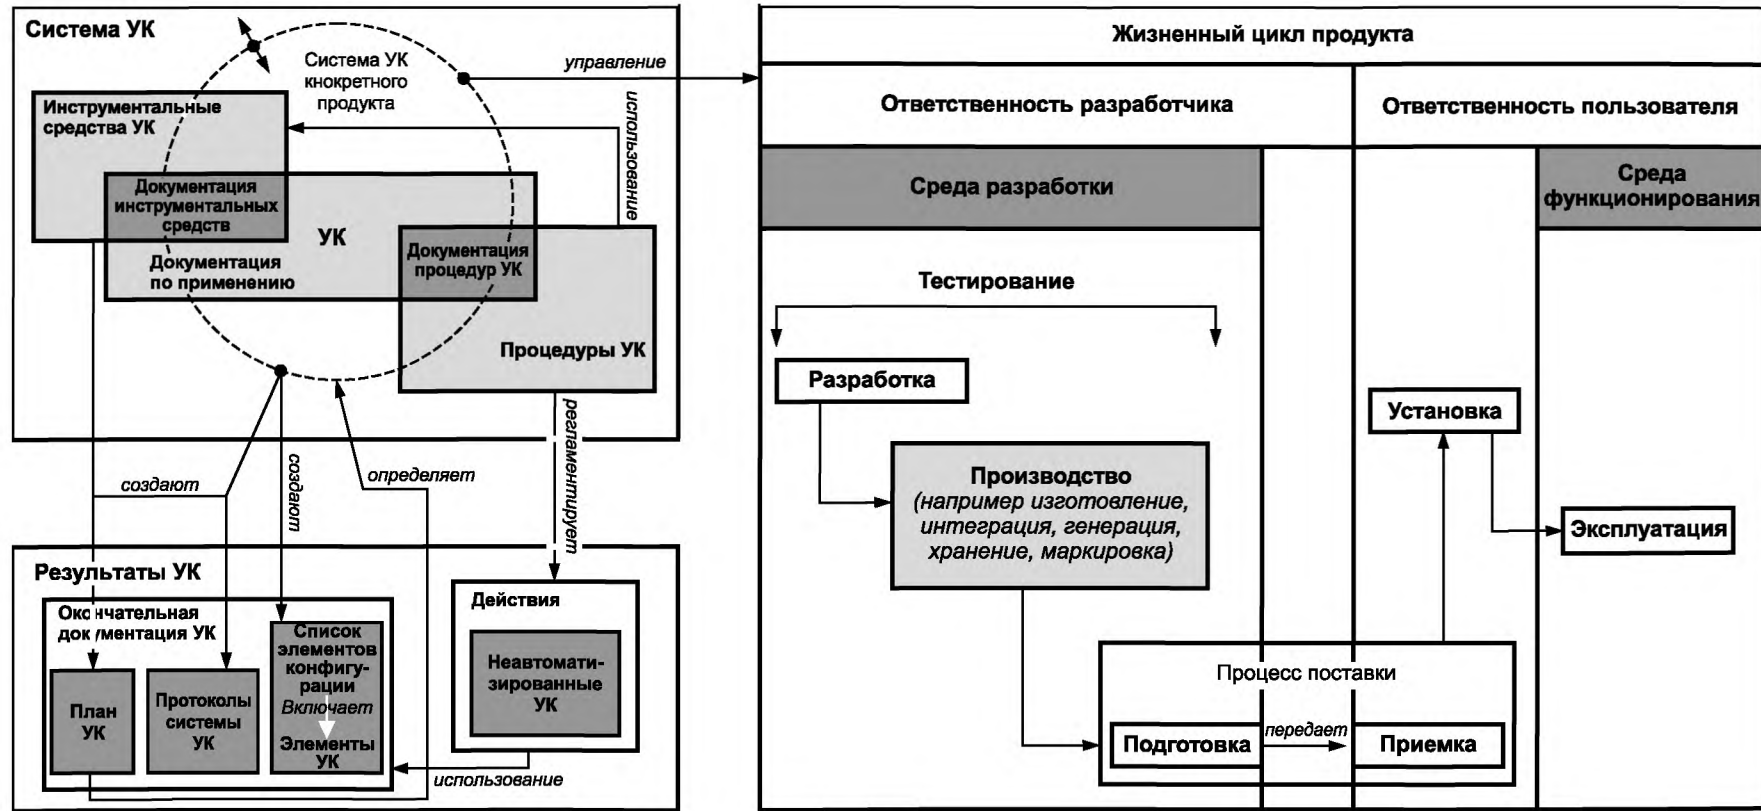 Система УК
Система УК
кнокретного
продукта
управление
Инструментальные
средства УК
использование
Документация
инструментальных
средств
УК
Документация
по применению
Документация
процедур УК
Процедуры УК
создают
создают
определяет
регламентирует
Результаты УК
Окончательная
документация УК
План
УК
Протоколы
системы
УК
Список
элементов
конфигу-
рации
Включает
Элементы
УК
Действия
Неавтомати-
зированные
УК
использование
Жизненный цикл продукта
Ответственность разработчика
Ответственность пользователя
Среда разработки
Среда
функционирования
Тестирование
Разработка
Производство
(например изготовление,
интеграция, генерация,
хранение, маркировка)
Установка
Эксплуатация
Процесс поставки
Подготовка
передает
Приемка